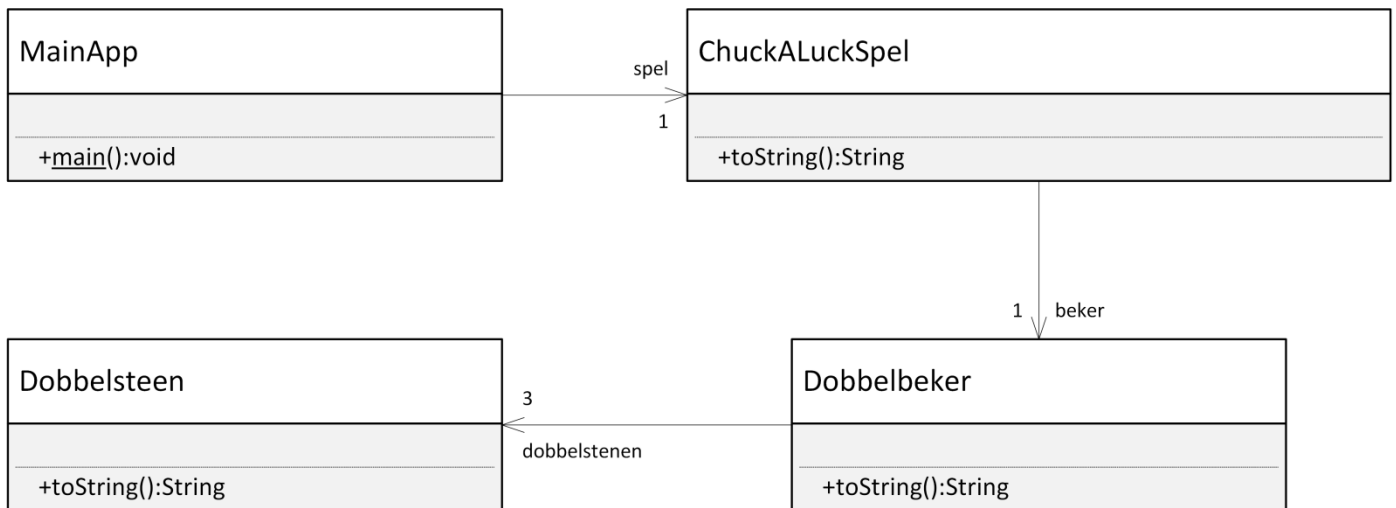 MainApp
+main():void
spel
1
ChuckALuckSpel
+toString():String
1
beker
Dobbelsteen
+toString():String
3
dobbelstenen
Dobbelbeker
+toString():String